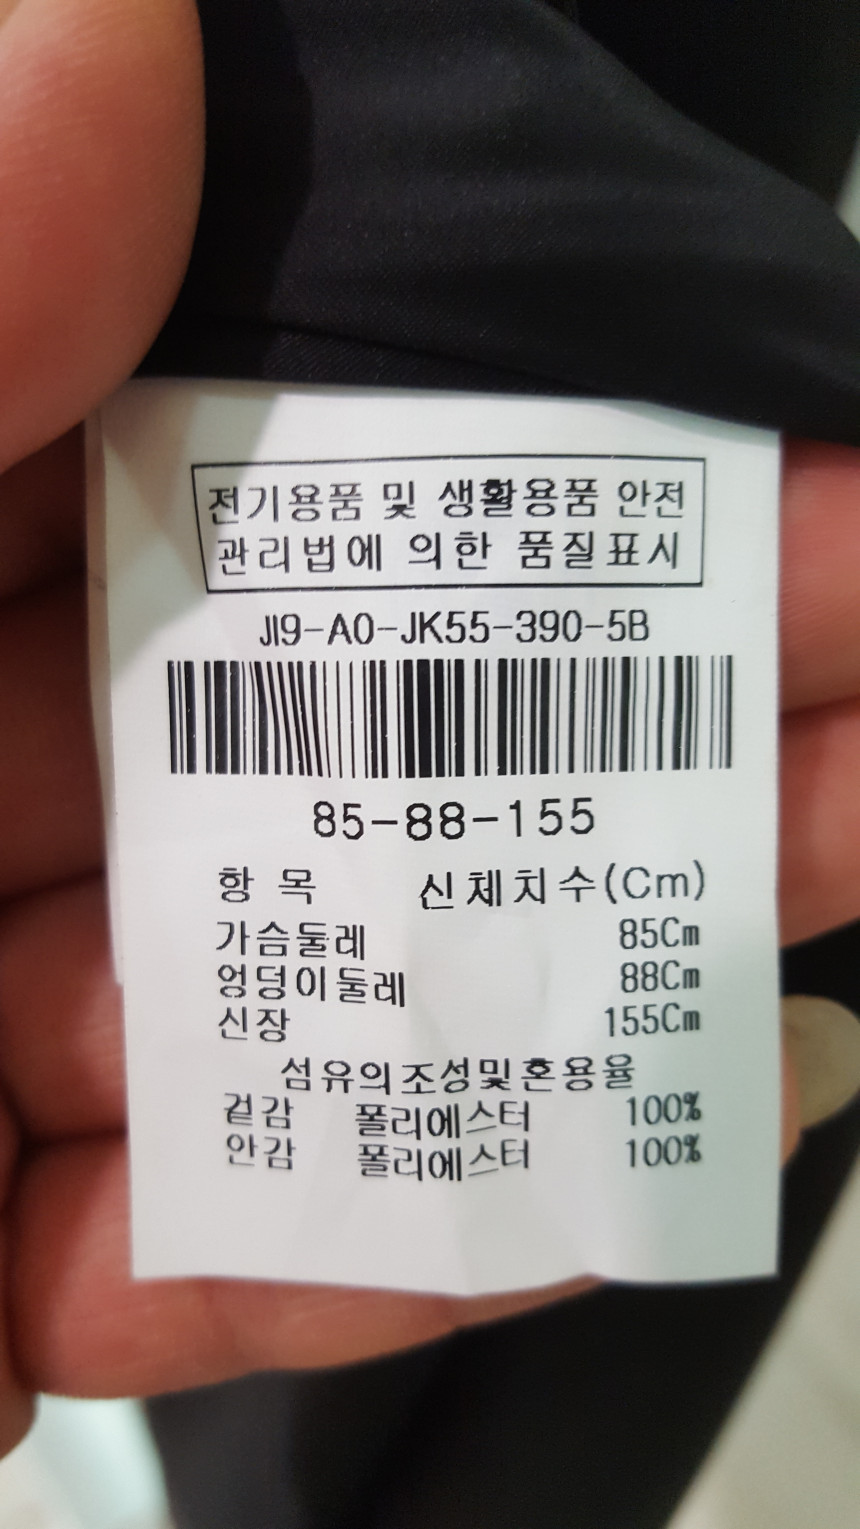 전기용품 및 생활용품 안전
관리법에 의한 품질표시
JI9-A0-JK55-390-5B
85-88-155
항 목 신체치수(Cm)
가슴둘레 85Cm
엉덩이둘레 88Cm
신장 155Cm
섬유의조성및혼용율
겉감 폴리에스터 100%
안감 폴리에스터 100%